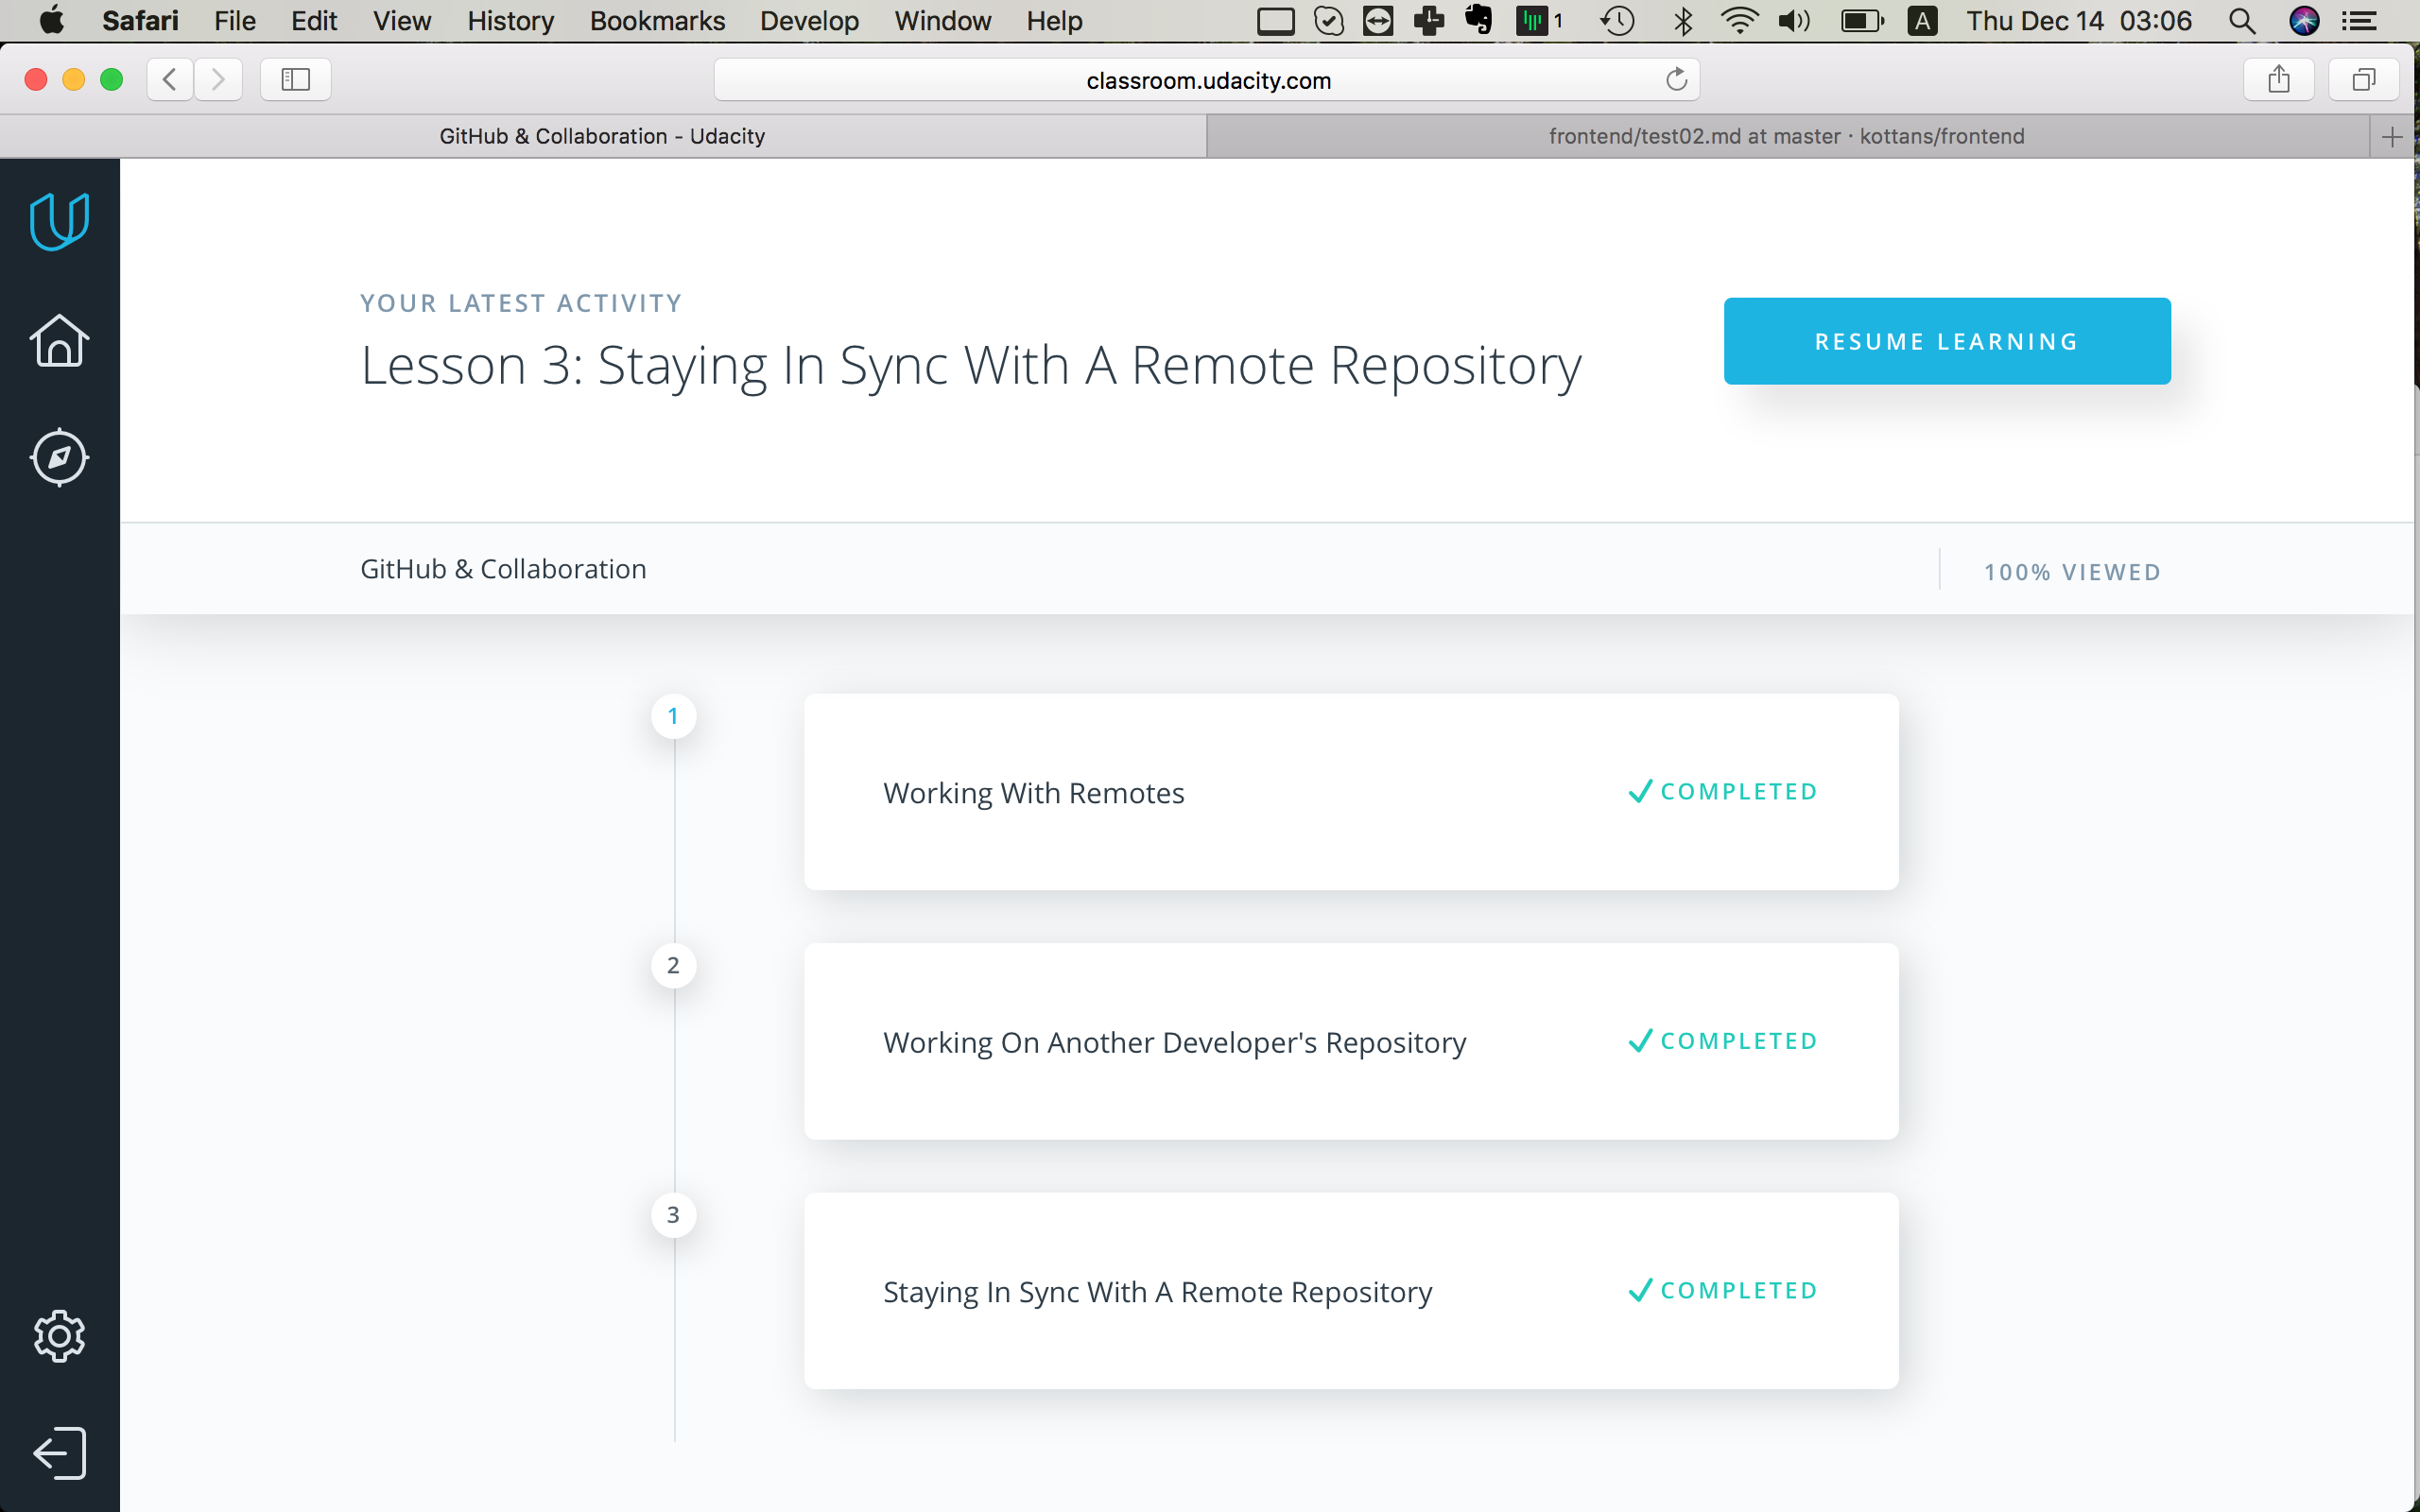 Safari File Edit View History Bookmarks Develop Window Help 1 A Thu Dec 14 03:06
classroom.udacity.com
GitHub & Collaboration - Udacity
frontend/test02.md at master · kottans/frontend
YOUR LATEST ACTIVITY
Lesson 3: Staying In Sync With A Remote Repository
RESUME LEARNING
GitHub & Collaboration
100% VIEWED
1
Working With Remotes
COMPLETED
2
Working On Another Developer's Repository
COMPLETED
3
Staying In Sync With A Remote Repository
COMPLETED